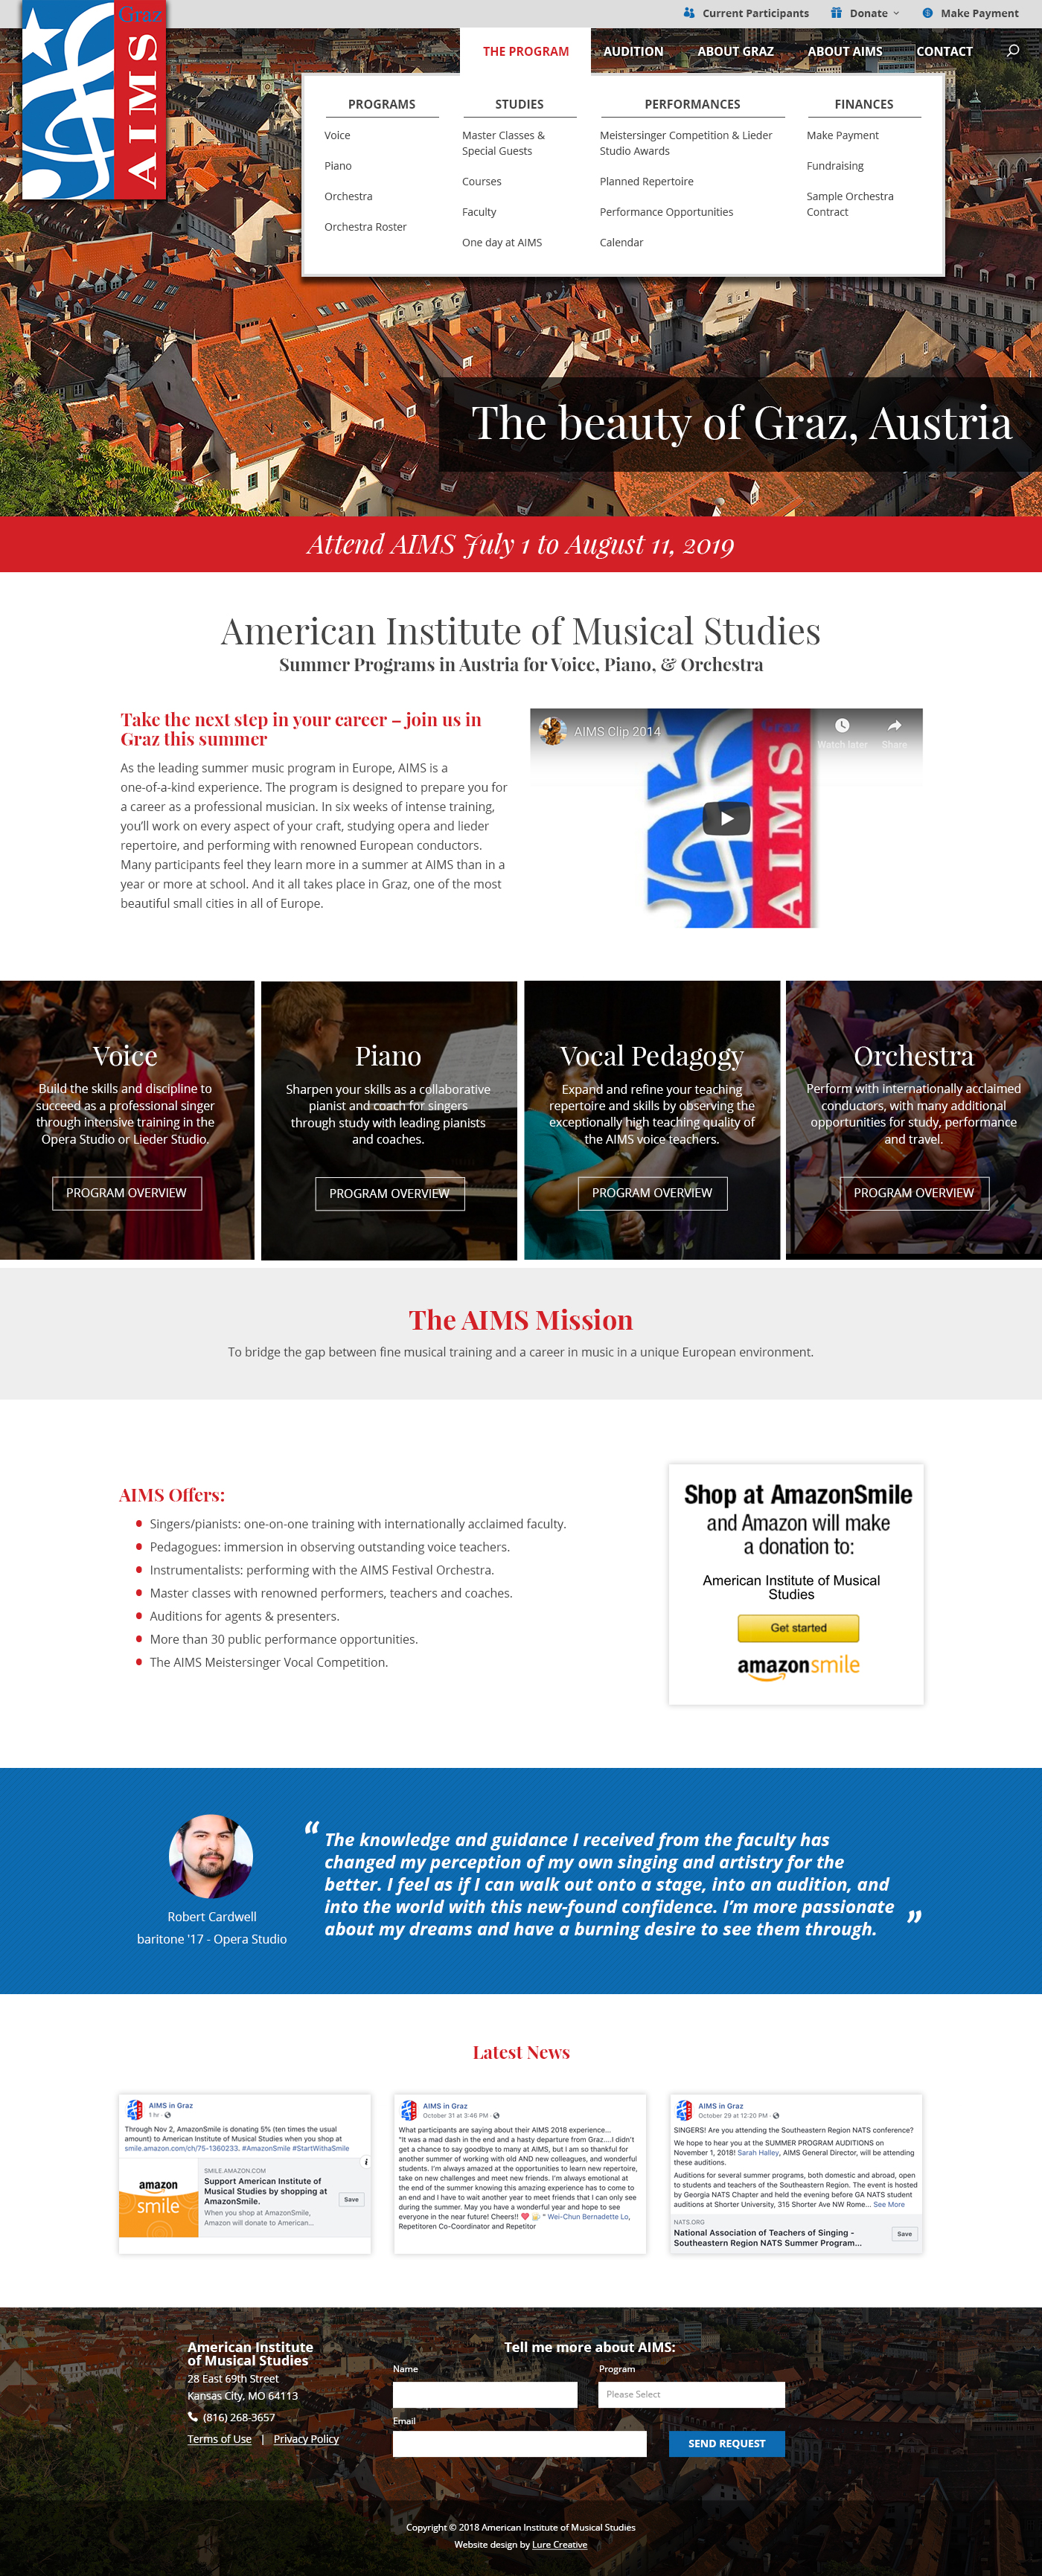 Current Participants Donate Make Payment
Graz
AIMS
THE PROGRAM AUDITION ABOUT GRAZ ABOUT AIMS CONTACT
PROGRAMS
Voice
Piano
Orchestra
Orchestra Roster
STUDIES
Master Classes &
Special Guests
Courses
Faculty
One day at AIMS
PERFORMANCES
Meistersinger Competition & Lieder
Studio Awards
Planned Repertoire
Performance Opportunities
Calendar
FINANCES
Make Payment
Fundraising
Sample Orchestra
Contract
The beauty of Graz, Austria
Attend AIMS July 1 to August 11, 2019
American Institute of Musical Studies
Summer Programs in Austria for Voice, Piano, & Orchestra
Take the next step in your career – join us in
Graz this summer
As the leading summer music program in Europe, AIMS is a
one-of-a-kind experience. The program is designed to prepare you for
a career as a professional musician. In six weeks of intense training,
you'll work on every aspect of your craft, studying opera and lieder
repertoire, and performing with renowned European conductors.
Many participants feel they learn more in a summer at AIMS than in a
year or more at school. And it all takes place in Graz, one of the most
beautiful small cities in all of Europe.
AIMS Clip 2014
Watch later Share
Graz
AIMS
Voice
Build the skills and discipline to
succeed as a professional singer
through intensive training in the
Opera Studio or Lieder Studio.
PROGRAM OVERVIEW
Piano
Sharpen your skills as a collaborative
pianist and coach for singers
through study with leading pianists
and coaches.
PROGRAM OVERVIEW
Vocal Pedagogy
Expand and refine your teaching
repertoire and skills by observing the
exceptionally high teaching quality of
the AIMS voice teachers.
PROGRAM OVERVIEW
Orchestra
Perform with internationally acclaimed
conductors, with many additional
opportunities for study, performance
and travel.
PROGRAM OVERVIEW
The AIMS Mission
To bridge the gap between fine musical training and a career in music in a unique European environment.
AIMS Offers:
Singers/pianists: one-on-one training with internationally acclaimed faculty.
Pedagogues: immersion in observing outstanding voice teachers.
Instrumentalists: performing with the AIMS Festival Orchestra.
Master classes with renowned performers, teachers and coaches.
Auditions for agents & presenters.
More than 30 public performance opportunities.
The AIMS Meistersinger Vocal Competition.
Shop at AmazonSmile
and Amazon will make
a donation to:
American Institute of Musical
Studies
Get started
amazonsmile
Robert Cardwell
baritone '17 - Opera Studio
“ The knowledge and guidance I received from the faculty has
changed my perception of my own singing and artistry for the
better. I feel as if I can walk out onto a stage, into an audition, and
into the world with this new-found confidence. I'm more passionate
about my dreams and have a burning desire to see them through. ”
Latest News
AIMS in Graz
1 hr ·
Through Nov 2, AmazonSmile is donating 5% (ten times the usual
amount) to American Institute of Musical Studies when you shop at
smile.amazon.com/ch/75-1360233. #AmazonSmile #StartWithaSmile
amazon
smile
SMILE.AMAZON.COM
Support American Institute of
Musical Studies by shopping at
AmazonSmile.
When you shop at AmazonSmile,
Amazon will donate to American...
Save
AIMS in Graz
October 31 at 3:46 PM ·
What participants are saying about their AIMS 2018 experience...
"It was a mad dash in the end and a hasty departure from Graz....I didn't
get a chance to say goodbye to many at AIMS, but I am so thankful for
another summer of working with old AND new colleagues, and wonderful
students. I'm always amazed at the opportunities to learn new repertoire,
take on new challenges and meet new friends. I'm always emotional at
the end of the summer knowing this amazing experience has to come to
an end and I have to wait another year to meet friends that I can only see
during the summer. May you have a wonderful year and hope to see
everyone in the near future! Cheers!! ❤️ 🍻 " Wei-Chun Bernadette Lo,
Repetitoren Co-Coordinator and Repetitor
AIMS in Graz
October 29 at 12:20 PM ·
SINGERS! Are you attending the Southeastern Region NATS conference?
We hope to hear you at the SUMMER PROGRAM AUDITIONS on
November 1, 2018! Sarah Halley, AIMS General Director, will be attending
these auditions.
Auditions for several summer programs, both domestic and abroad, open
to students and teachers of the Southeastern Region. The event is hosted
by Georgia NATS Chapter and held the evening before GA NATS student
auditions at Shorter University, 315 Shorter Ave NW Rome... See More
NATS.ORG
National Association of Teachers of Singing -
Southeastern Region NATS Summer Program...
Save
American Institute
of Musical Studies
28 East 69th Street
Kansas City, MO 64113
(816) 268-3657
Terms of Use | Privacy Policy
Tell me more about AIMS:
Name
Program
Please Select
Email
SEND REQUEST
Copyright © 2018 American Institute of Musical Studies
Website design by Lure Creative